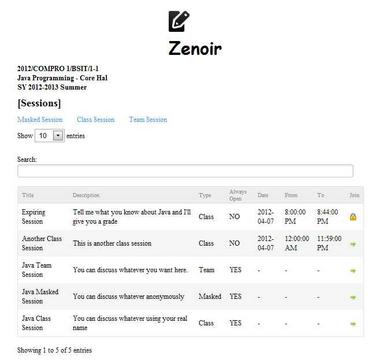 Zenoir
2012/COMPRO 1/BSIT/1-1
Java Programming - Core Hal
SY 2012-2013 Summer
[Sessions]
Masked Session Class Session Team Session
Show 10 entries
Search:
Title Description Type Always Open Date From To Join
Expiring Session Tell me what you know about Java and I'll give you a grade Class NO 2012-04-07 8:00:00 PM 8:44:00 PM
Another Class Session This is another class session Class NO 2012-04-07 12:00:00 AM 11:59:00 PM
Java Team Session You can discuss whatever you want here. Team YES - - -
Java Masked Session You can discuss whatever anonymously Masked YES - - -
Java Class Session You can discuss whatever using your real name Class YES - - -
Showing 1 to 5 of 5 entries